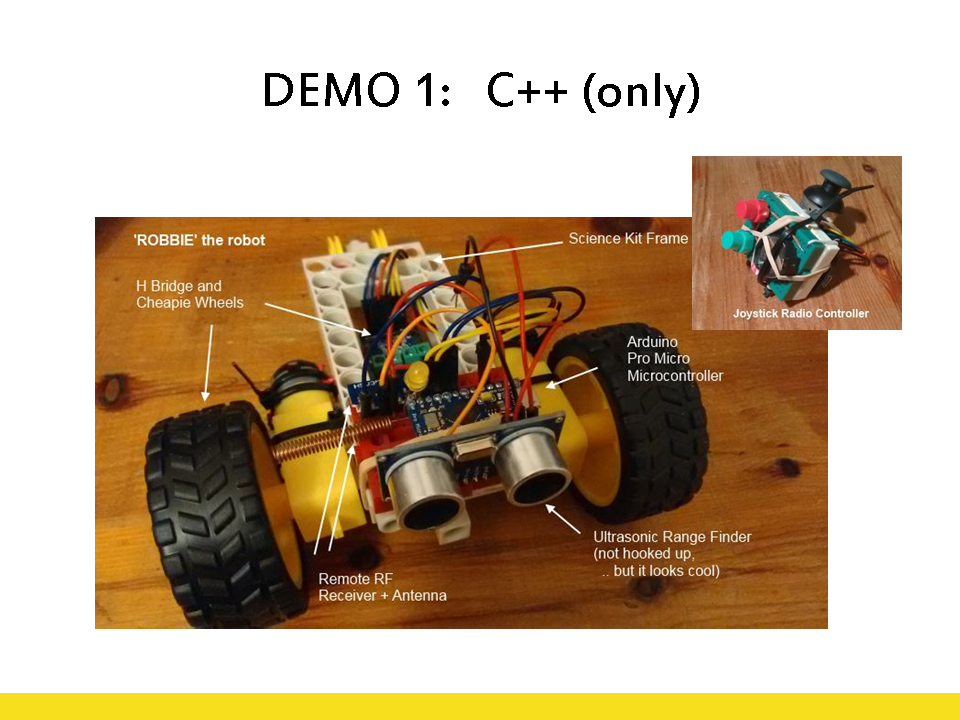 DEMO 1: C++ (only)
'ROBBIE' the robot
Science Kit Frame
H Bridge and
Cheapie Wheels
Joystick Radio Controller
Arduino
Pro Micro
Microcontroller
Ultrasonic Range Finder
(not hooked up,
.. but it looks cool)
Remote RF
Receiver + Antenna